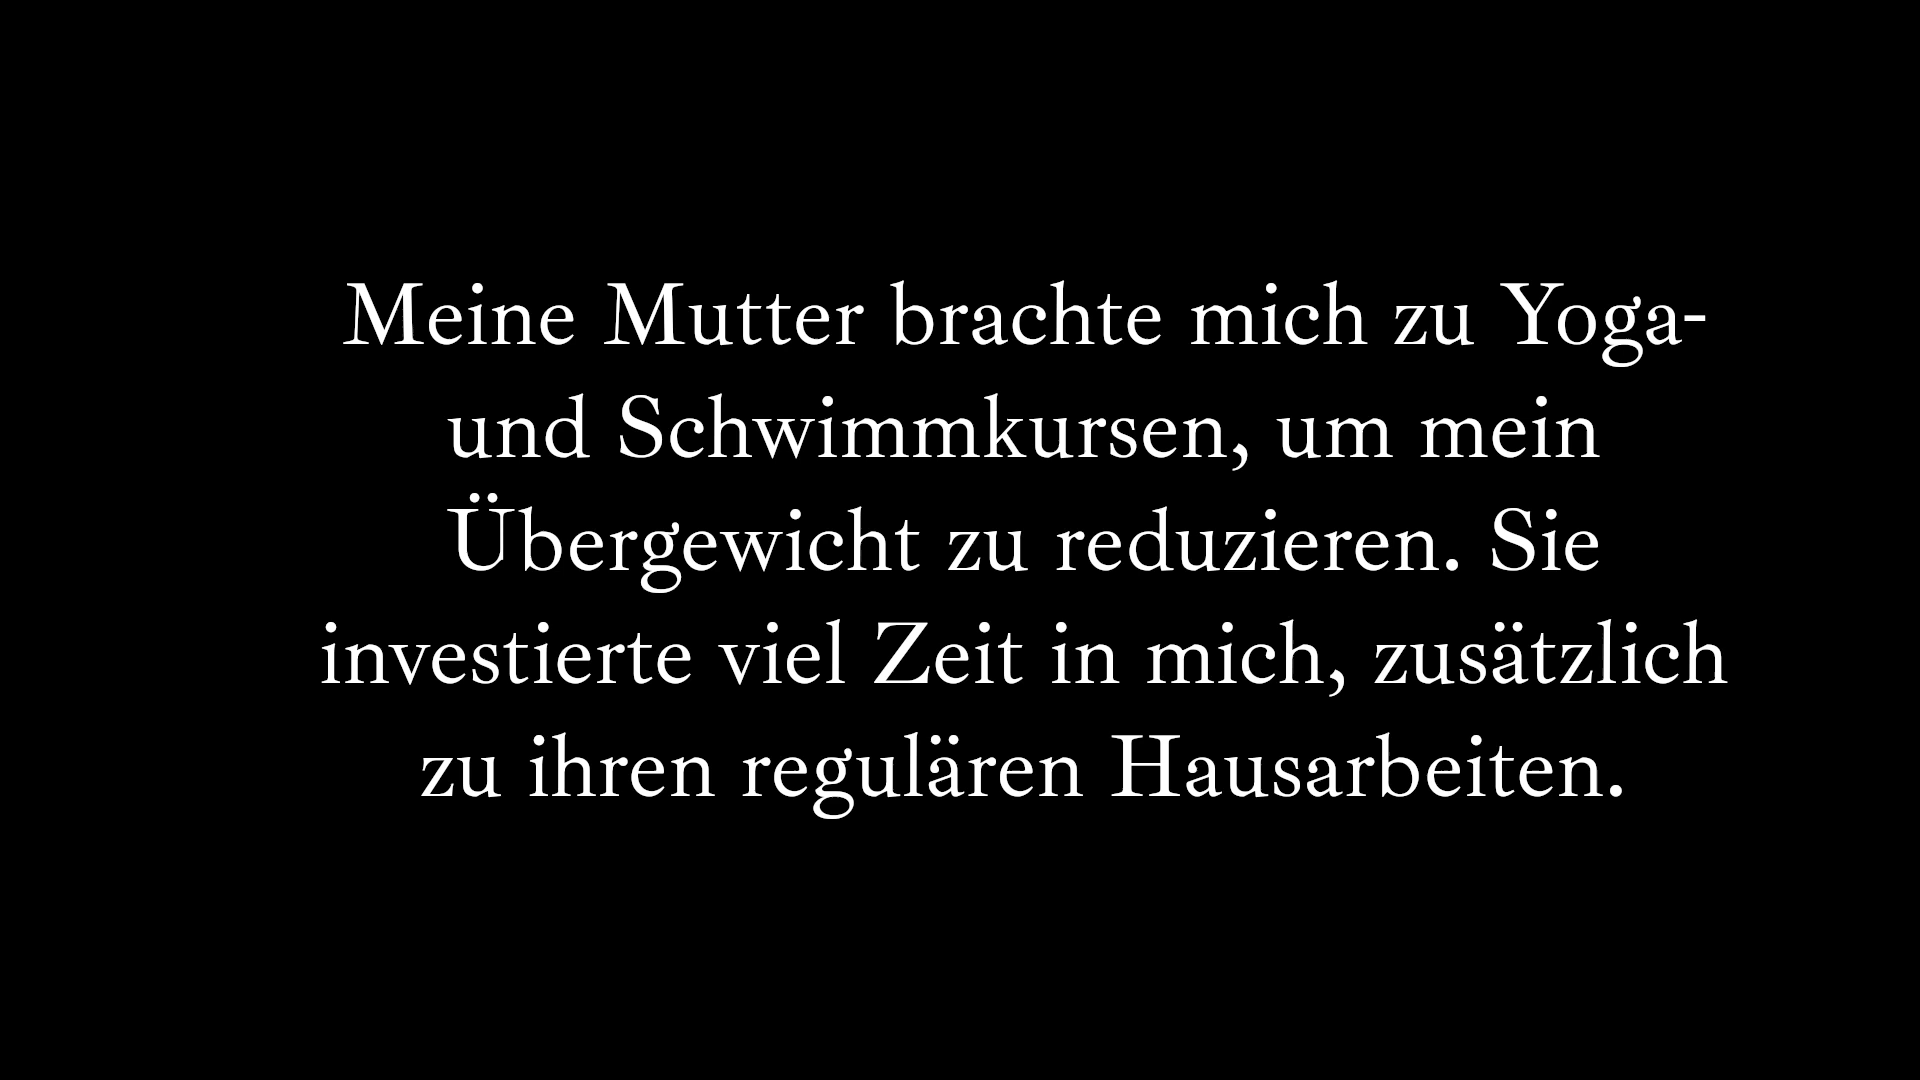 Meine Mutter brachte mich zu Yoga-
und Schwimmkursen, um mein
Übergewicht zu reduzieren. Sie
investierte viel Zeit in mich, zusätzlich
zu ihren regulären Hausarbeiten.